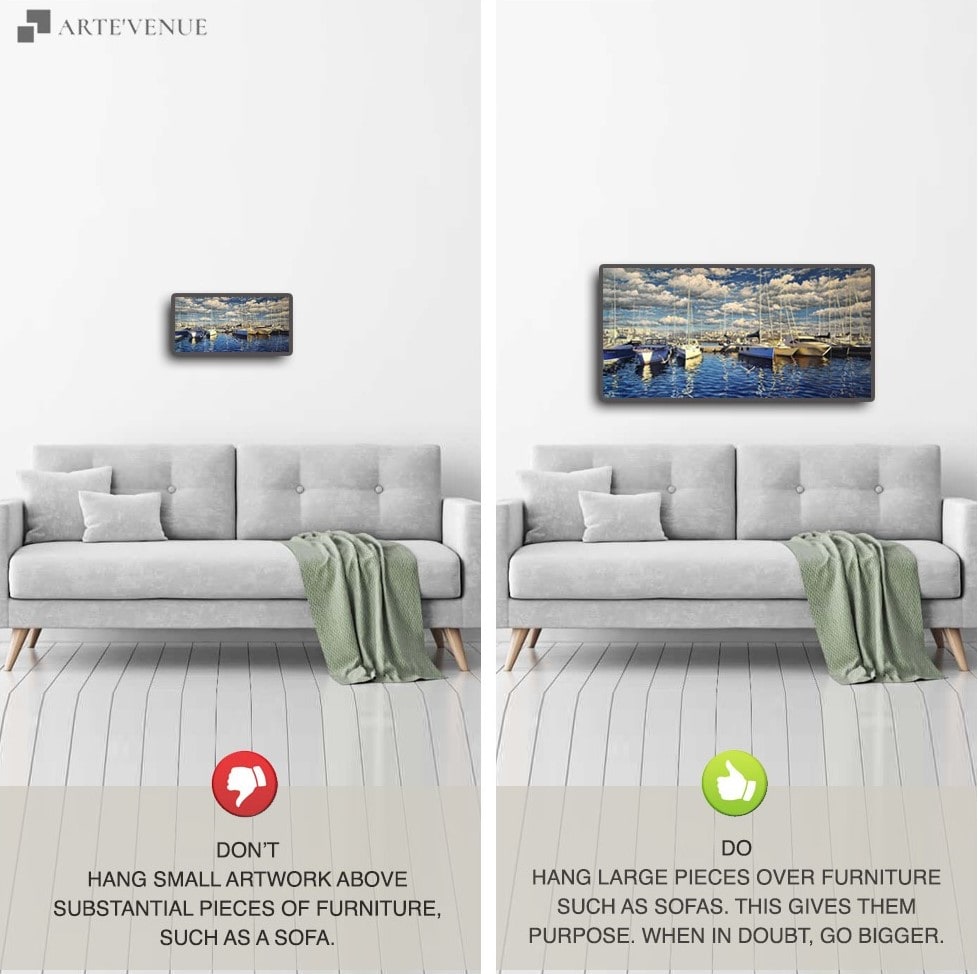 ARTE'VENUE
DON'T
HANG SMALL ARTWORK ABOVE
SUBSTANTIAL PIECES OF FURNITURE,
SUCH AS A SOFA.
DO
HANG LARGE PIECES OVER FURNITURE
SUCH AS SOFAS. THIS GIVES THEM
PURPOSE. WHEN IN DOUBT, GO BIGGER.